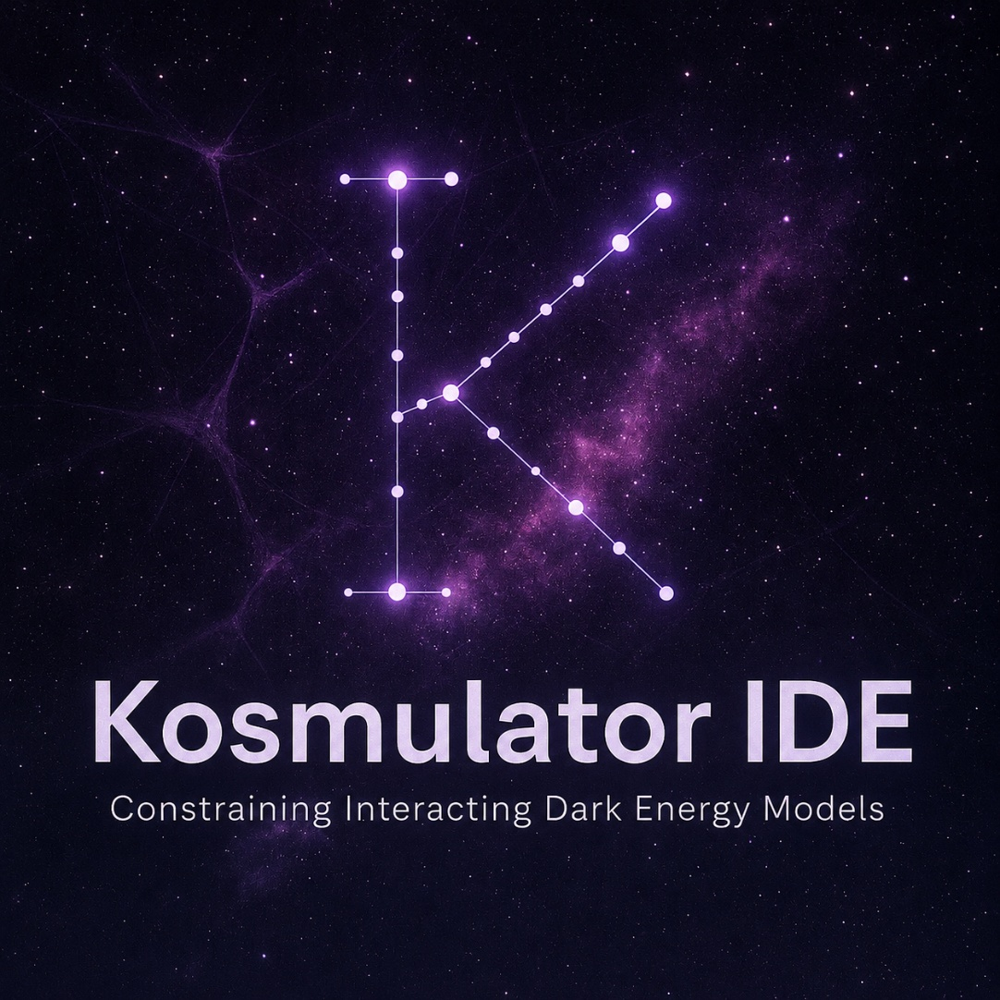 K
Kosmulator IDE
Constraining Interacting Dark Energy Models